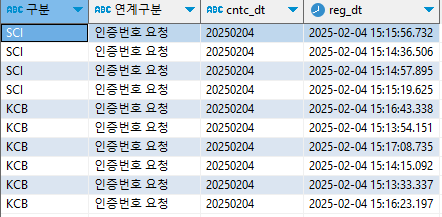 ABC 구분 ABC 연계구분 ABC cntc_dt reg_dt
SCI 인증번호 요청 20250204 2025-02-04 15:15:56.732
SCI 인증번호 요청 20250204 2025-02-04 15:14:36.506
SCI 인증번호 요청 20250204 2025-02-04 15:14:57.895
SCI 인증번호 요청 20250204 2025-02-04 15:15:19.625
KCB 인증번호 요청 20250204 2025-02-04 15:16:43.338
KCB 인증번호 요청 20250204 2025-02-04 15:13:54.151
KCB 인증번호 요청 20250204 2025-02-04 15:17:08.735
KCB 인증번호 요청 20250204 2025-02-04 15:14:15.092
KCB 인증번호 요청 20250204 2025-02-04 15:13:33.337
KCB 인증번호 요청 20250204 2025-02-04 15:16:23.197